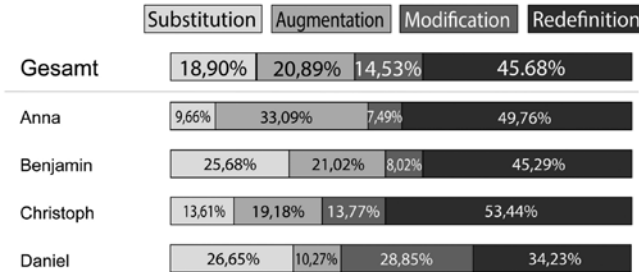 Substitution Augmentation Modification Redefinition
Gesamt 18,90% 20,89% 14,53% 45.68%
Anna 9,66% 33,09% 7,49% 49,76%
Benjamin 25,68% 21,02% 8,02% 45,29%
Christoph 13,61% 19,18% 13,77% 53,44%
Daniel 26,65% 10,27% 28,85% 34,23%